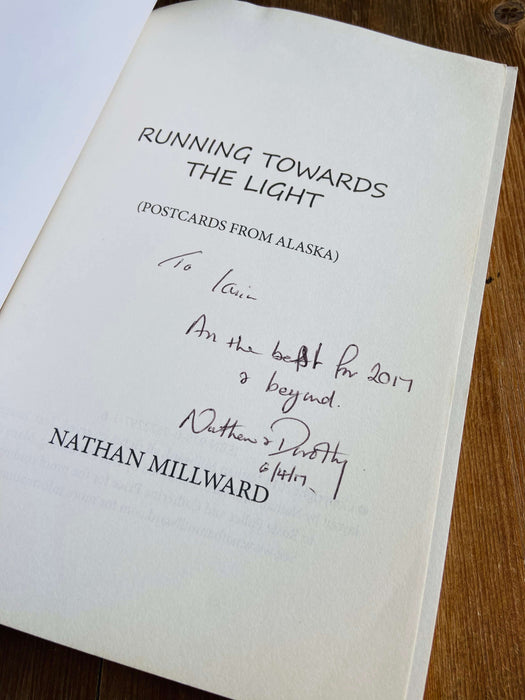 RUNNING TOWARDS
THE LIGHT
(POSTCARDS FROM ALASKA)
To Iain
All the best for 2017
& beyond.
Nathan & Dorothy
6/4/17
NATHAN MILLWARD